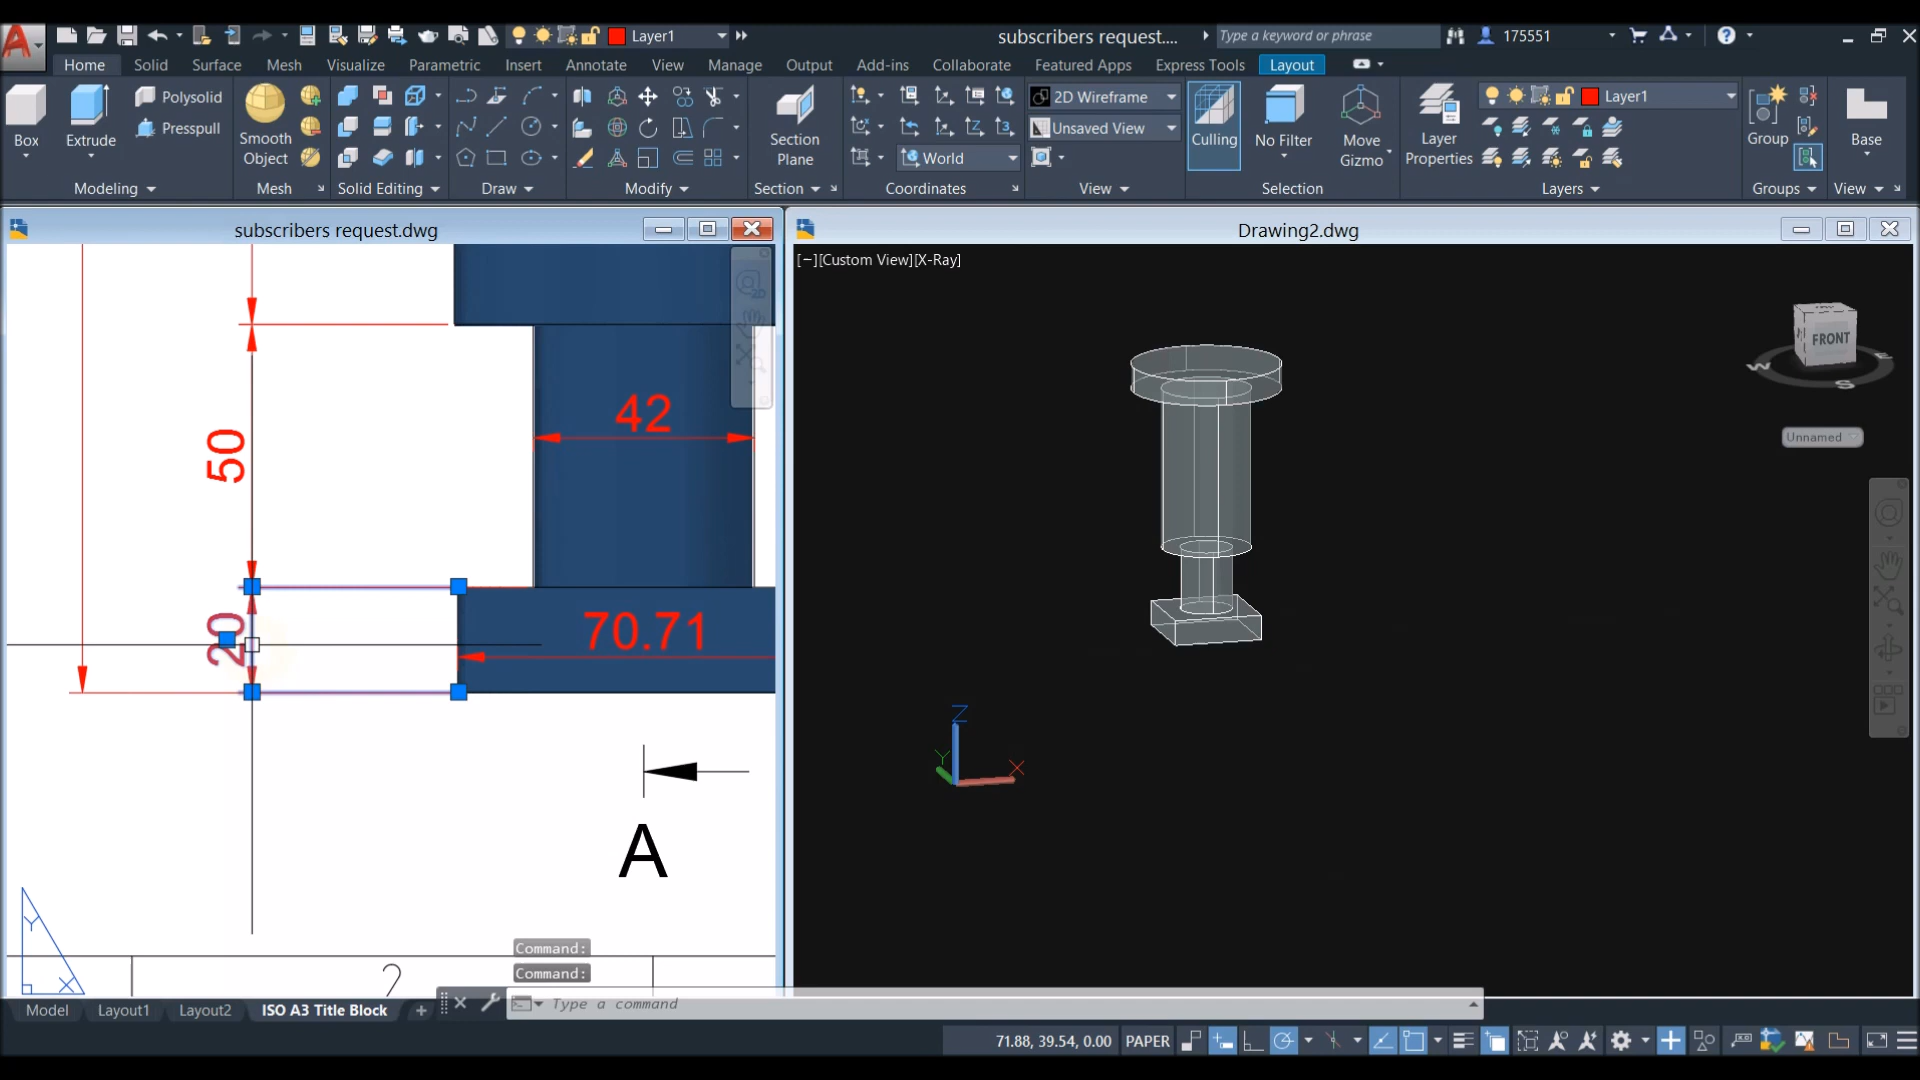 Layer1
subscribers request....
Type a keyword or phrase
175551
Home
Solid
Surface
Mesh
Visualize
Parametric
Insert
Annotate
View
Manage
Output
Add-ins
Collaborate
Featured Apps
Express Tools
Layout
Box
Extrude
Polysolid
Presspull
Smooth
Object
Section
Plane
World
2D Wireframe
Unsaved View
Culling
No Filter
Move
Gizmo
Layer
Properties
Layer1
Group
Base
Modeling
Mesh
Solid Editing
Draw
Modify
Section
Coordinates
View
Selection
Layers
Groups
View
subscribers request.dwg
Drawing2.dwg
[−][Custom View][X-Ray]
FRONT
W
S
E
Unnamed
50
42
20
70.71
A
2
Y
X
Z
Y
X
Command:
Command:
Type a command
Model
Layout1
Layout2
ISO A3 Title Block
71.88, 39.54, 0.00
PAPER